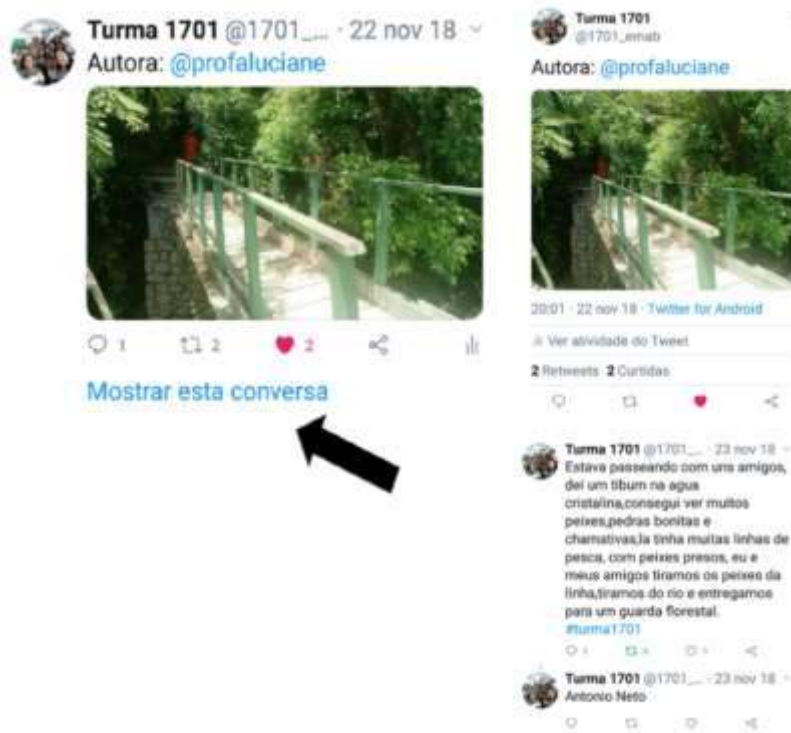 Turma 1701 @1701_... · 22 nov 18
Autora: @profaluciane
1 2 2
Mostrar esta conversa
Turma 1701
@1701_emab
Autora: @profaluciane
20:01 · 22 nov 18 · Twitter for Android
Ver atividade do Tweet
2 Retweets 2 Curtidas
Turma 1701 @1701_... · 23 nov 18
Estava passeando com uns amigos,
dei um tibum na agua
cristalina,consegui ver muitos
peixes,pedras bonitas e
chamativas,la tinha muitas linhas de
pesca, com peixes presos, eu e
meus amigos tiramos os peixes da
linha,tiramos do rio e entregamos
para um guarda florestal.
#turma1701
Turma 1701 @1701_... · 23 nov 18
Antonio Neto